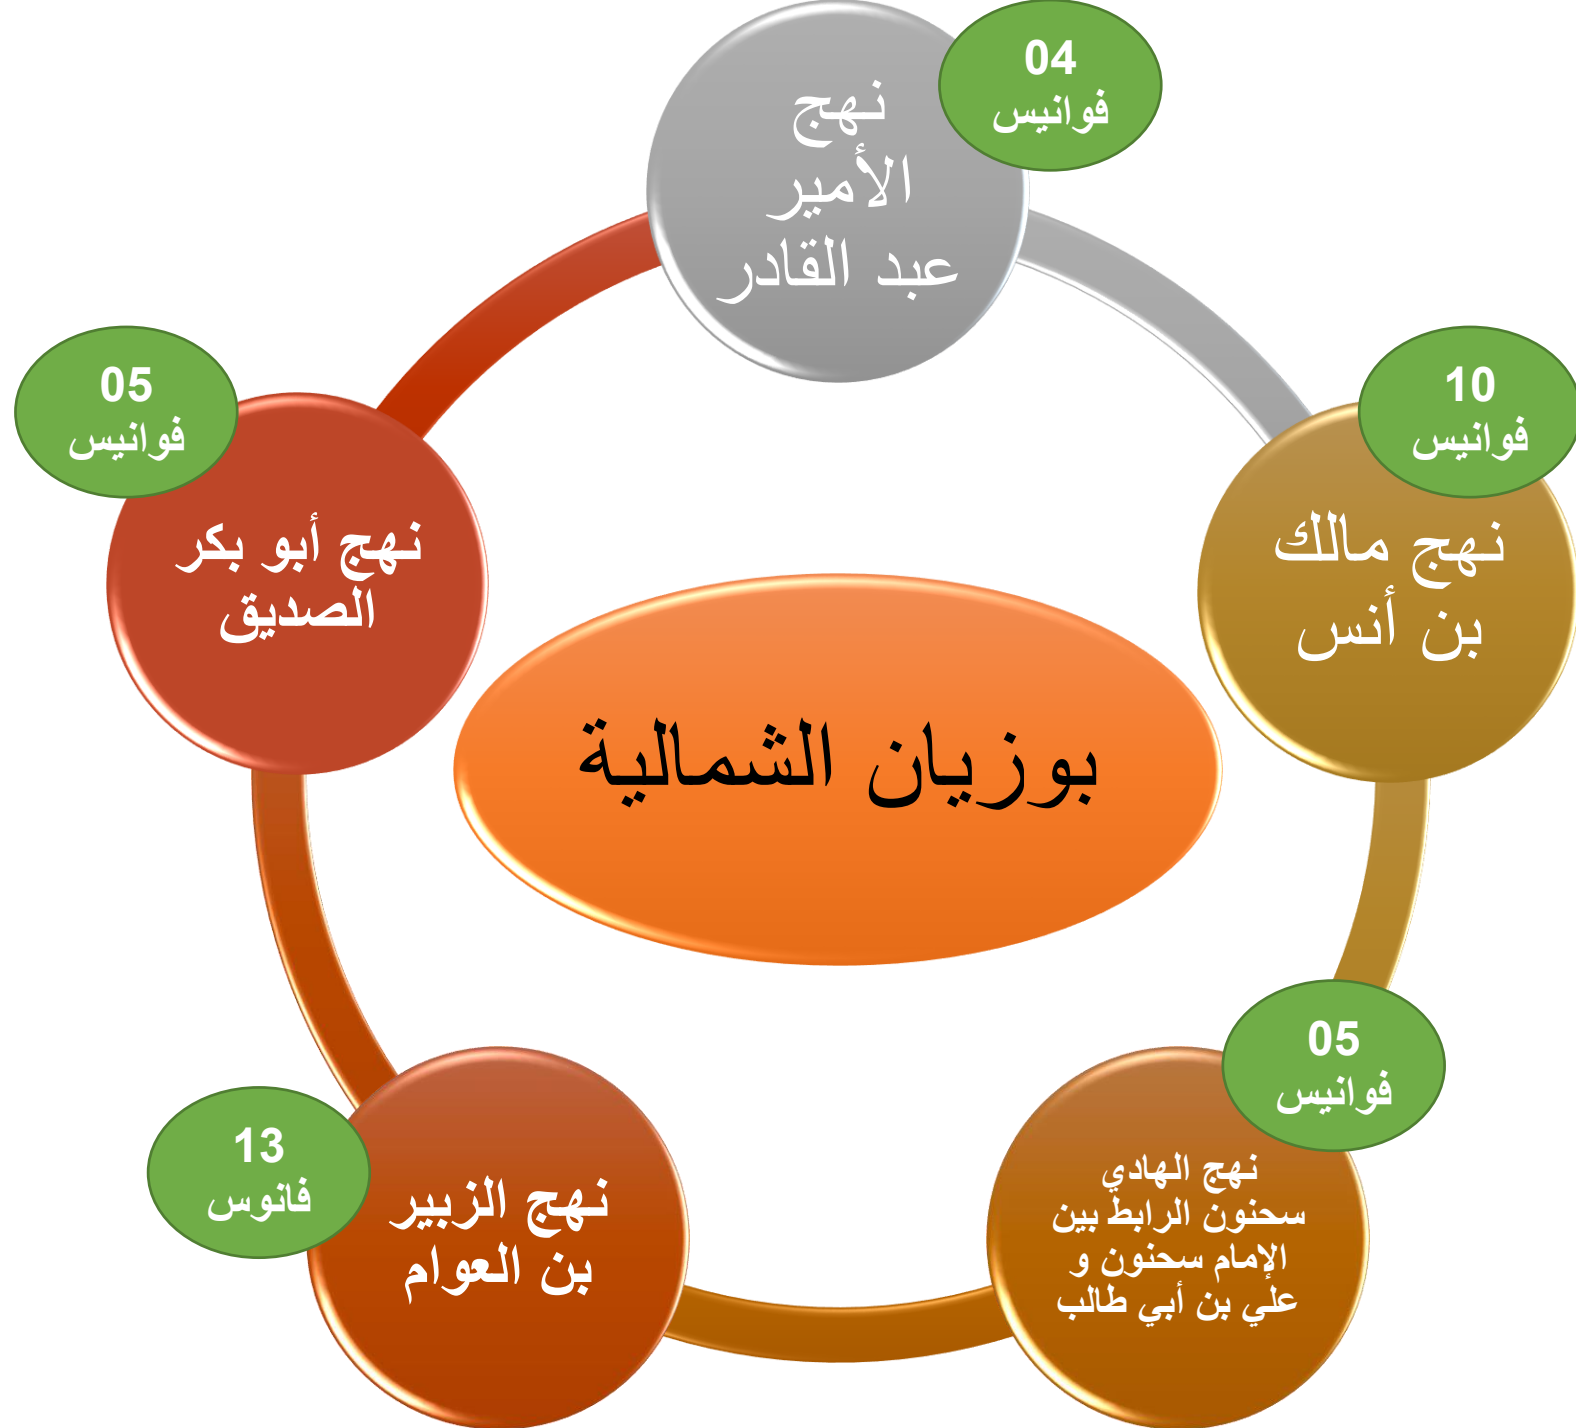 04
فوانيس
نهج
الأمير
عبد القادر
10
فوانيس
نهج مالك
بن أنس
05
فوانيس
نهج الهادي
سحنون الرابط بين
الإمام سحنون و
علي بن أبي طالب
13
فانوس
نهج الزبير
بن العوام
05
فوانيس
نهج أبو بكر
الصديق
بوزيان الشمالية